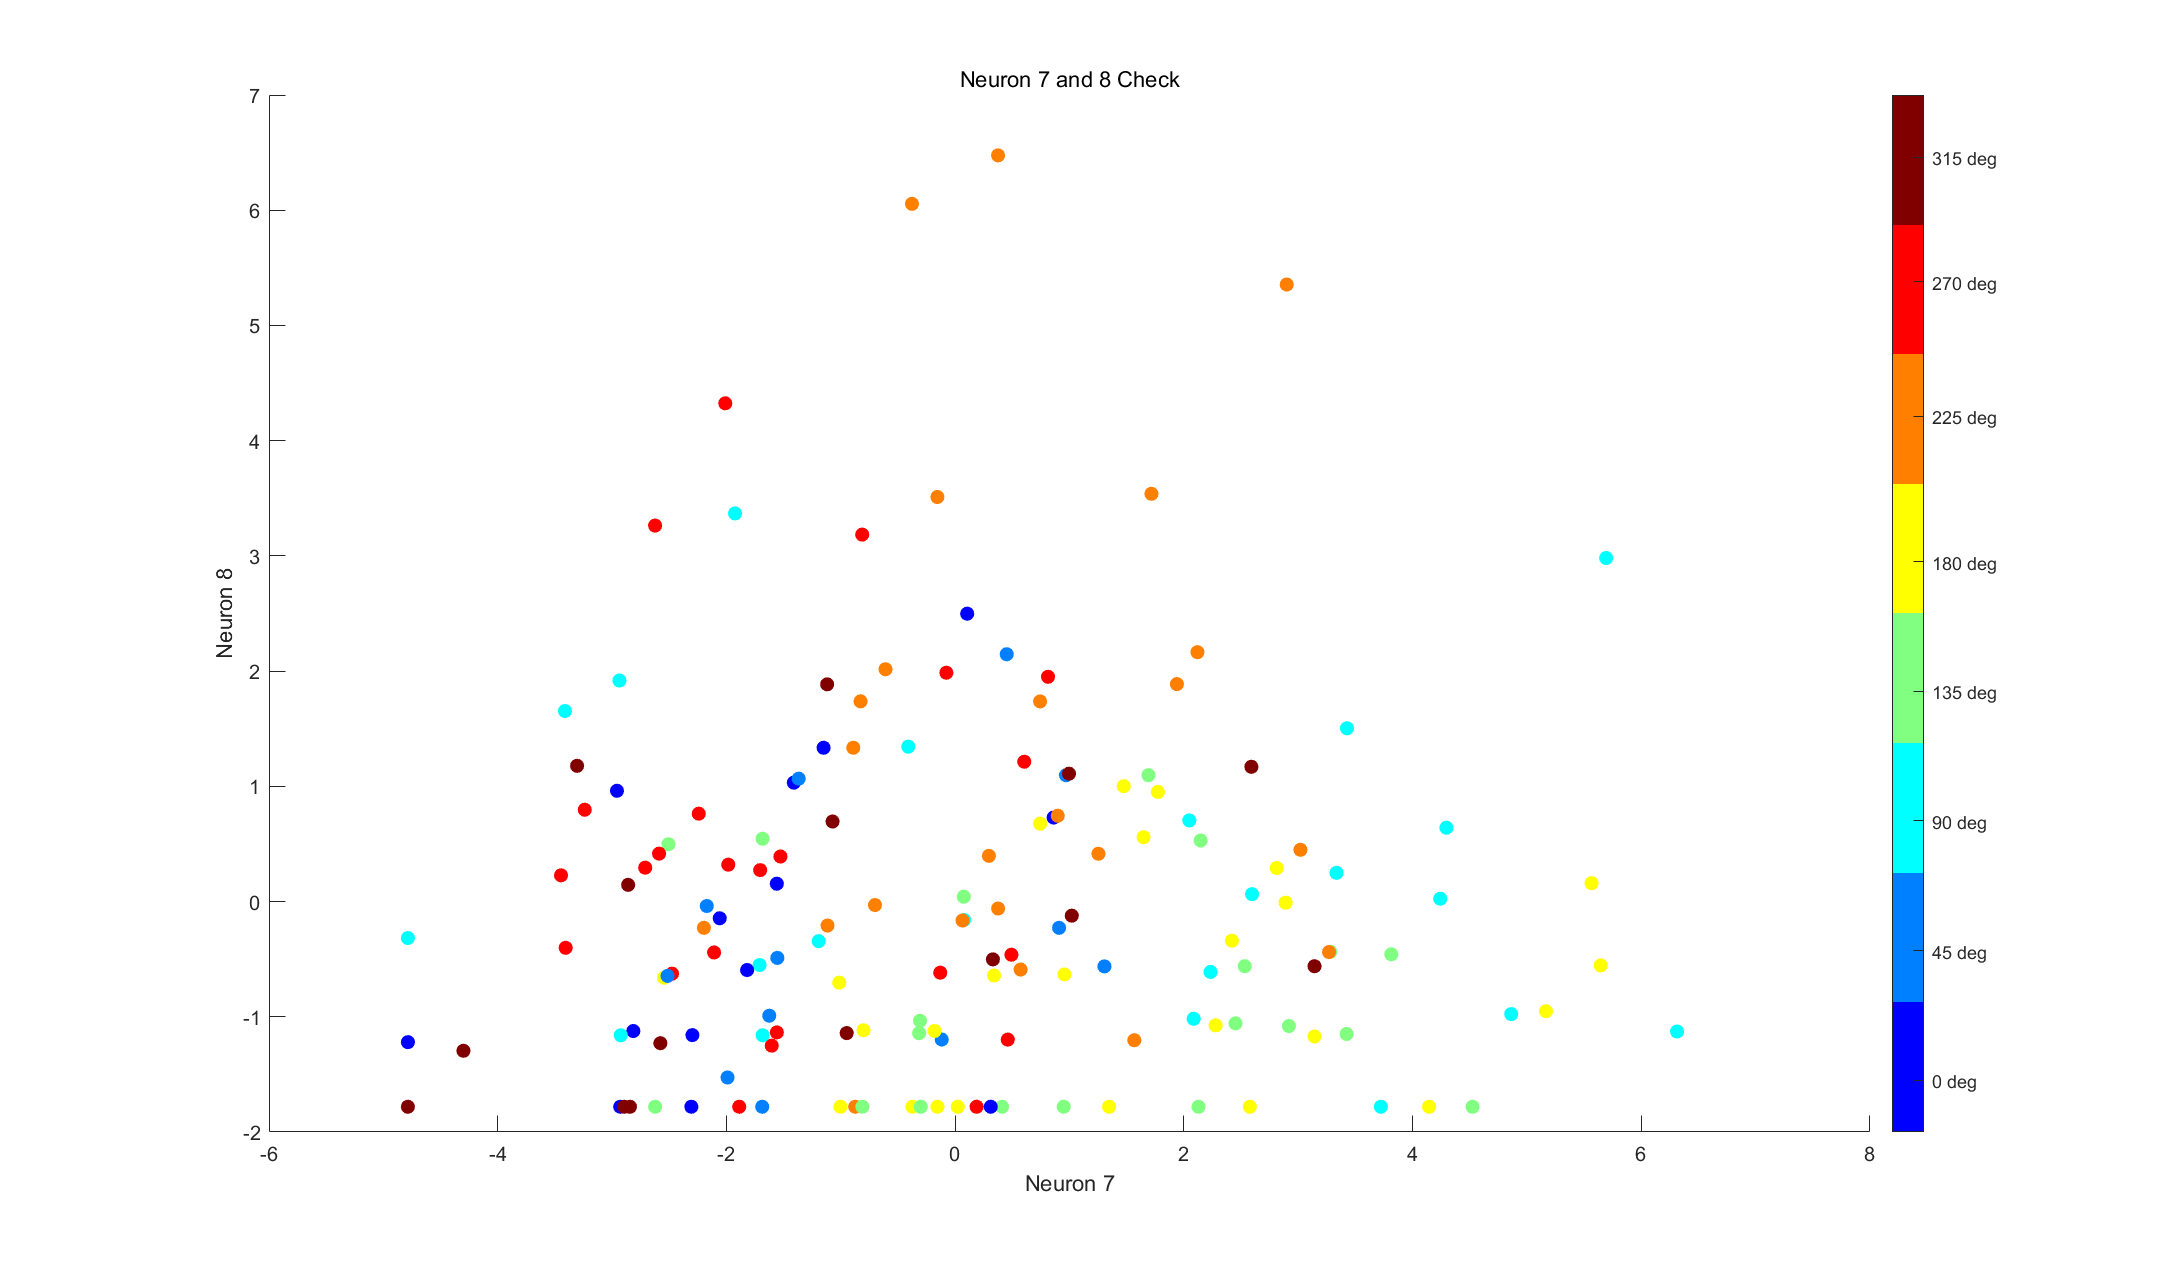 Neuron 7 and 8 Check
7
6
5
4
3
2
1
0
-1
-2
Neuron 8
-6 -4 -2 0 2 4 6 8
Neuron 7
315 deg
270 deg
225 deg
180 deg
135 deg
90 deg
45 deg
0 deg